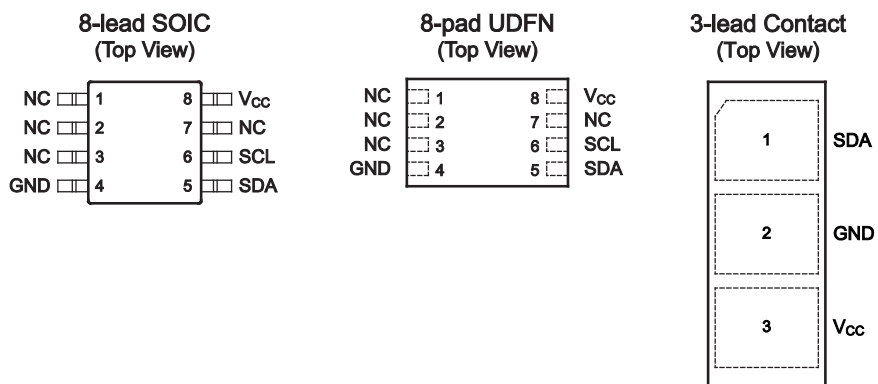 8-lead SOIC
(Top View)
NC 1 8 Vcc
NC 2 7 NC
NC 3 6 SCL
GND 4 5 SDA
8-pad UDFN
(Top View)
NC 1 8 Vcc
NC 2 7 NC
NC 3 6 SCL
GND 4 5 SDA
3-lead Contact
(Top View)
1 SDA
2 GND
3 Vcc